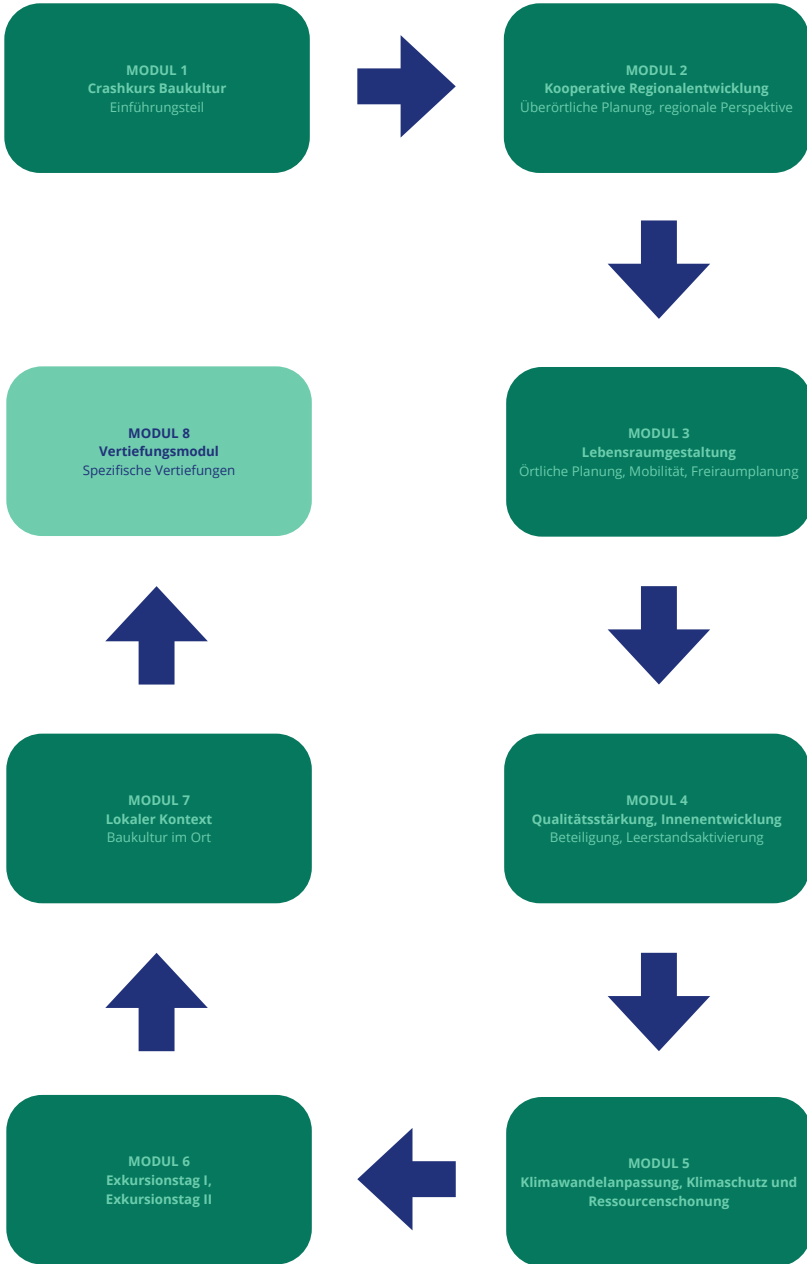 MODUL 1
Crashkurs Baukultur
Einführungsteil
MODUL 2
Kooperative Regionalentwicklung
Überörtliche Planung, regionale Perspektive
MODUL 3
Lebensraumgestaltung
Örtliche Planung, Mobilität, Freiraumplanung
MODUL 4
Qualitätsstärkung, Innenentwicklung
Beteiligung, Leerstandsaktivierung
MODUL 5
Klimawandelanpassung, Klimaschutz und
Ressourcenschonung
MODUL 6
Exkursionstag I,
Exkursionstag II
MODUL 7
Lokaler Kontext
Baukultur im Ort
MODUL 8
Vertiefungsmodul
Spezifische Vertiefungen